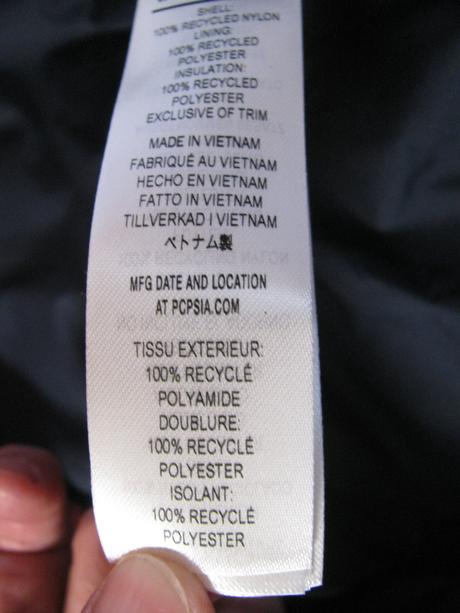 SHELL:
100% RECYCLED NYLON
LINING:
100% RECYCLED
POLYESTER
INSULATION:
100% RECYCLED
POLYESTER
EXCLUSIVE OF TRIM
MADE IN VIETNAM
FABRIQUÉ AU VIETNAM
HECHO EN VIETNAM
FATTO IN VIETNAM
TILLVERKAD I VIETNAM
ベトナム製
MFG DATE AND LOCATION
AT PCPSIA.COM
TISSU EXTERIEUR:
100% RECYCLÉ
POLYAMIDE
DOUBLURE:
100% RECYCLÉ
POLYESTER
ISOLANT:
100% RECYCLÉ
POLYESTER